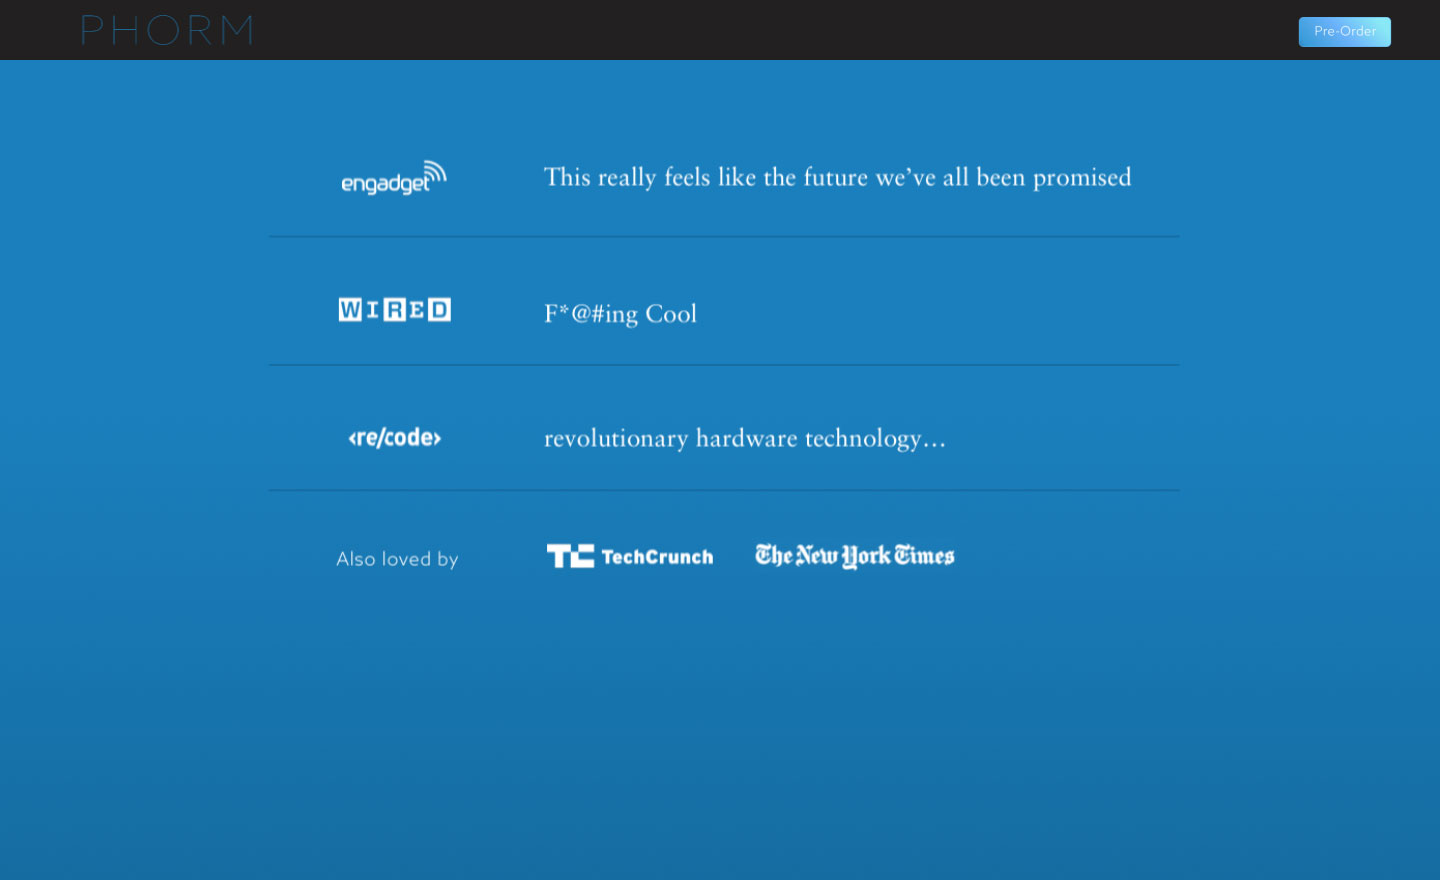 PHORM
Pre-Order
engadget
This really feels like the future we’ve all been promised
WIRED
F*@#ing Cool
<re/code>
revolutionary hardware technology…
Also loved by
TC TechCrunch
The New York Times